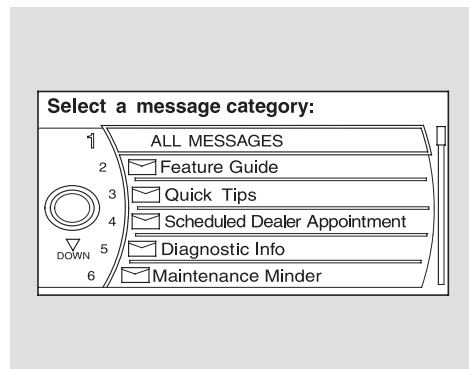 Select a message category:
1 ALL MESSAGES
2 Feature Guide
3 Quick Tips
4 Scheduled Dealer Appointment
DOWN 5 Diagnostic Info
6 Maintenance Minder